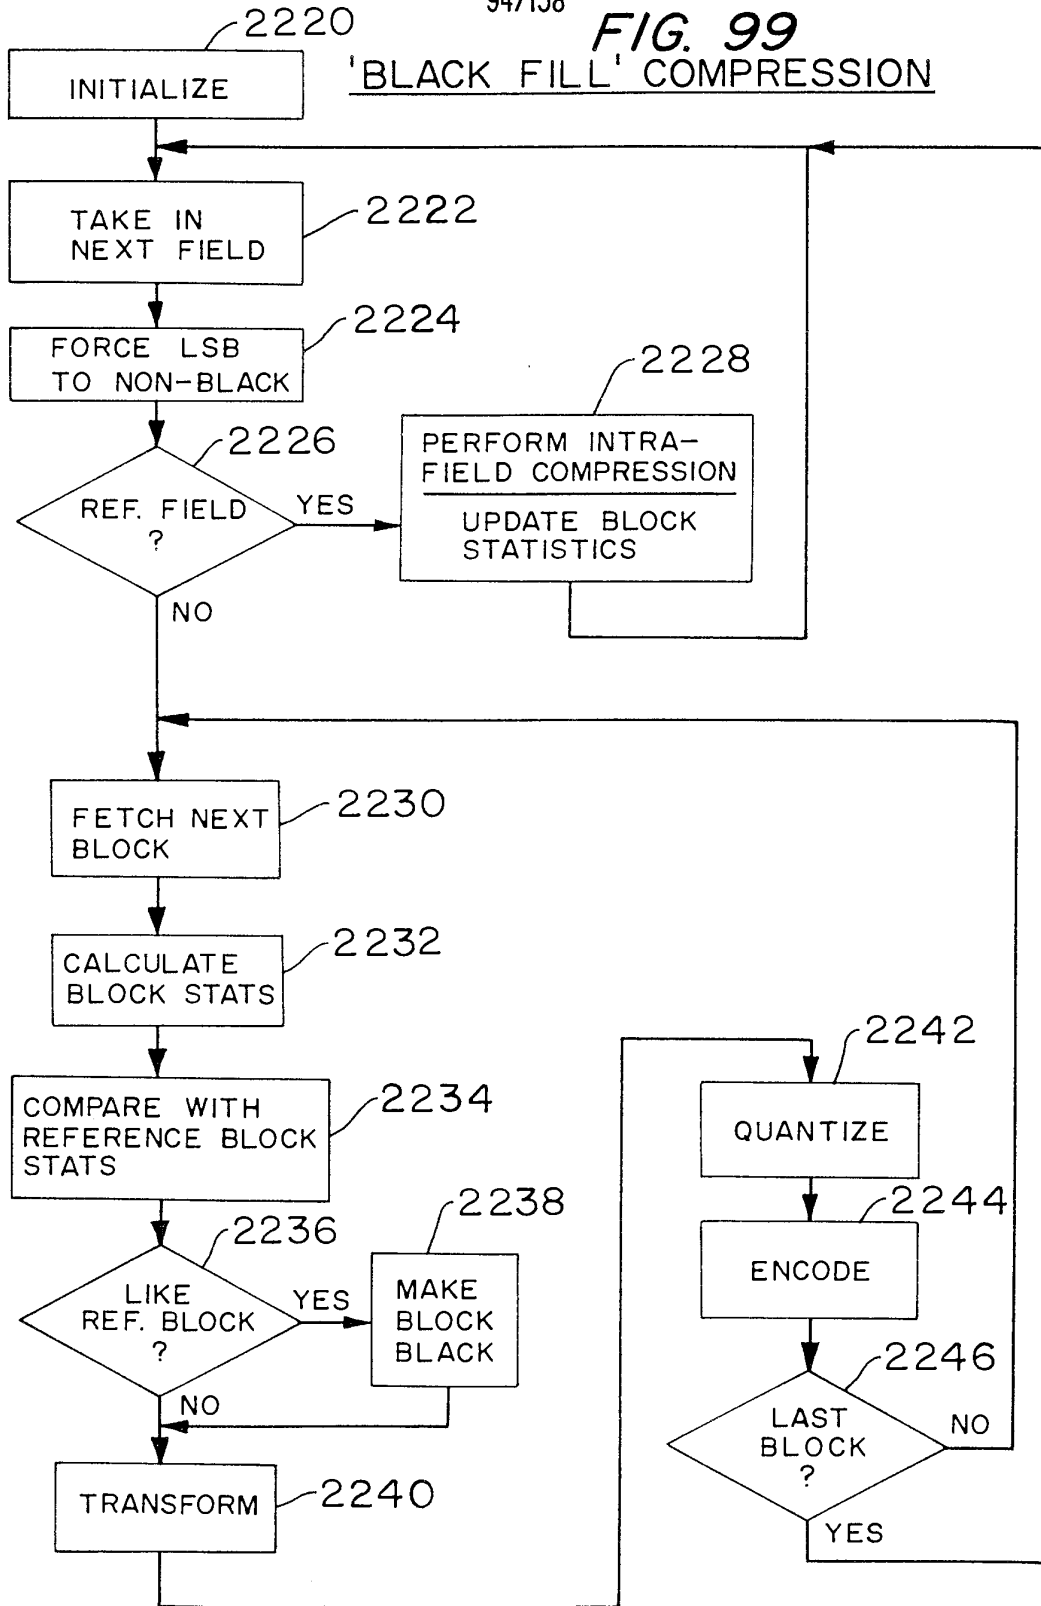 FIG. 99
'BLACK FILL' COMPRESSION
2220
INITIALIZE
2222
TAKE IN
NEXT FIELD
2224
FORCE LSB
TO NON-BLACK
2226
REF. FIELD
?
YES
NO
2228
PERFORM INTRA-
FIELD COMPRESSION
UPDATE BLOCK
STATISTICS
2230
FETCH NEXT
BLOCK
2232
CALCULATE
BLOCK STATS
2234
COMPARE WITH
REFERENCE BLOCK
STATS
2236
LIKE
REF. BLOCK
?
YES
NO
2238
MAKE
BLOCK
BLACK
2240
TRANSFORM
2242
QUANTIZE
2244
ENCODE
2246
LAST
BLOCK
?
NO
YES